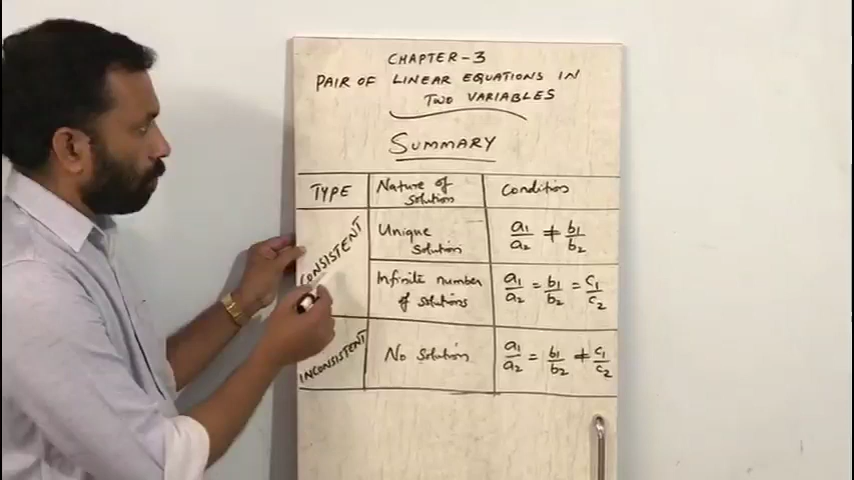 CHAPTER-3
PAIR OF LINEAR EQUATIONS IN
TWO VARIABLES
SUMMARY
TYPE Nature of solution Condition
CONSISTENT
Unique solution a1/a2 ≠ b1/b2
Infinite number of solutions a1/a2 = b1/b2 = c1/c2
INCONSISTENT No solution a1/a2 = b1/b2 ≠ c1/c2